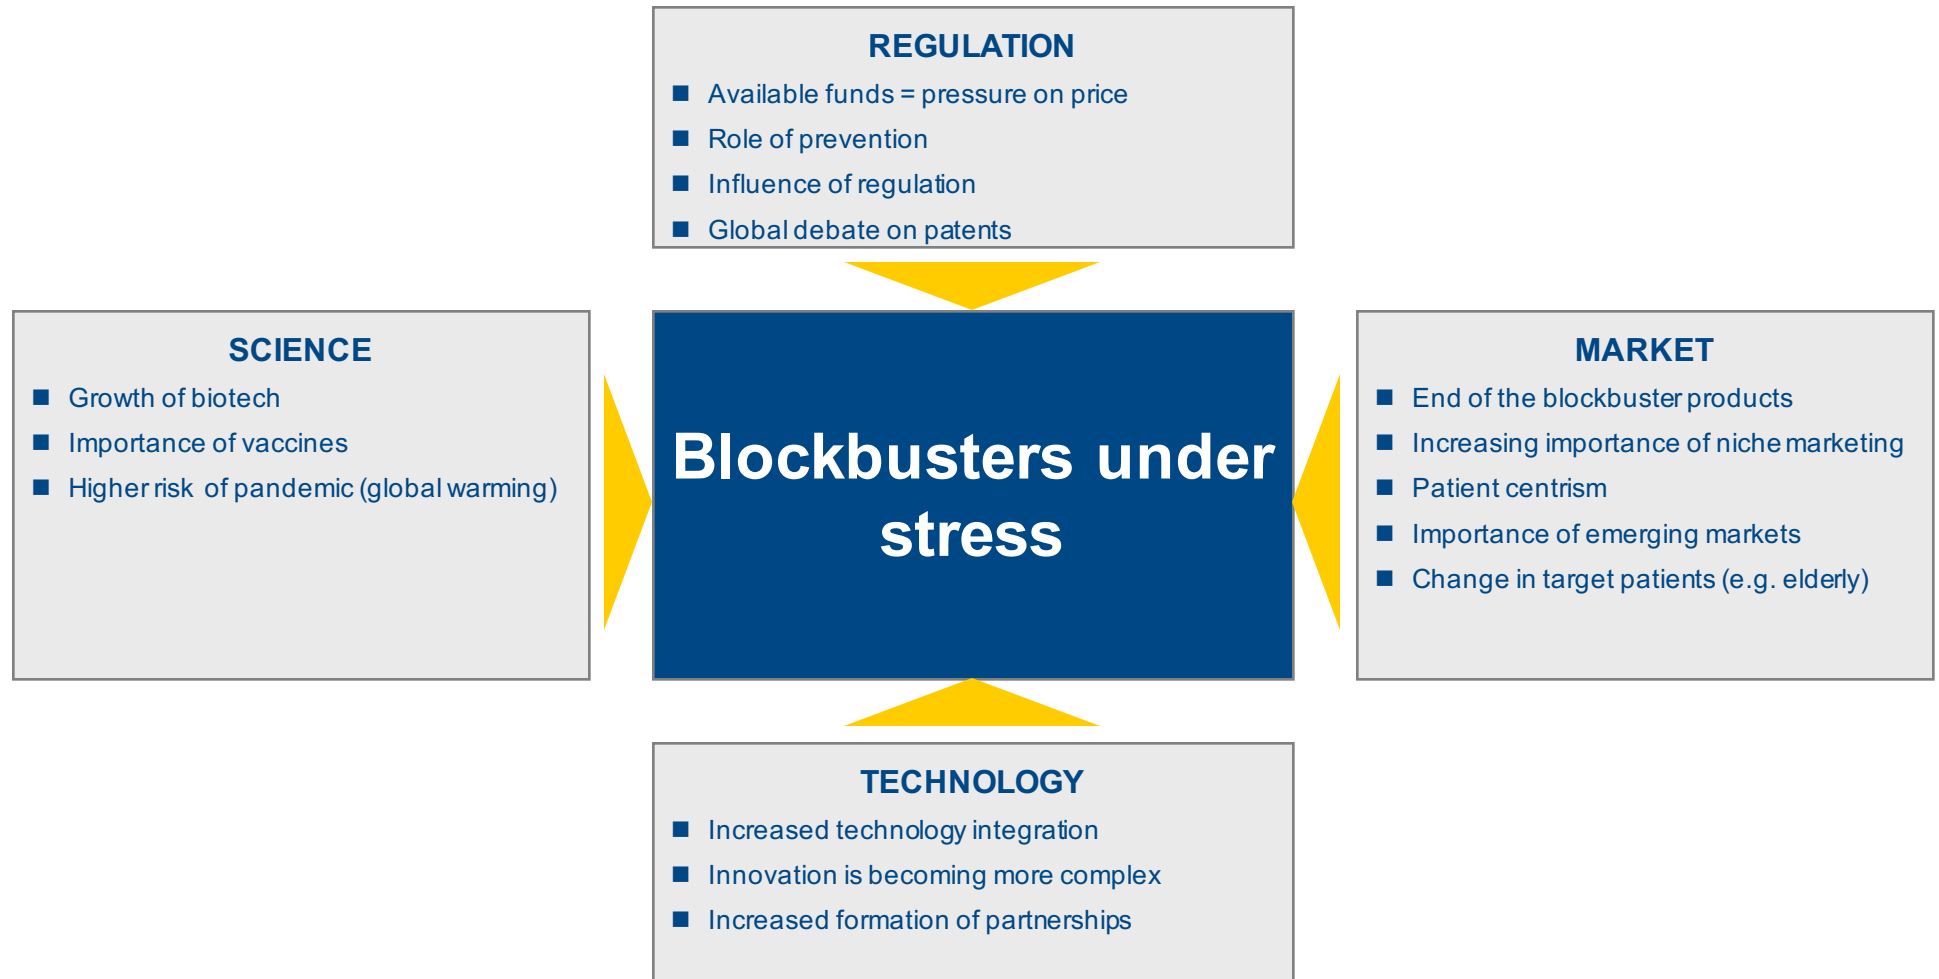 REGULATION
■ Available funds = pressure on price
■ Role of prevention
■ Influence of regulation
■ Global debate on patents
SCIENCE
■ Growth of biotech
■ Importance of vaccines
■ Higher risk of pandemic (global warming)
Blockbusters under
stress
MARKET
■ End of the blockbuster products
■ Increasing importance of niche marketing
■ Patient centrism
■ Importance of emerging markets
■ Change in target patients (e.g. elderly)
TECHNOLOGY
■ Increased technology integration
■ Innovation is becoming more complex
■ Increased formation of partnerships